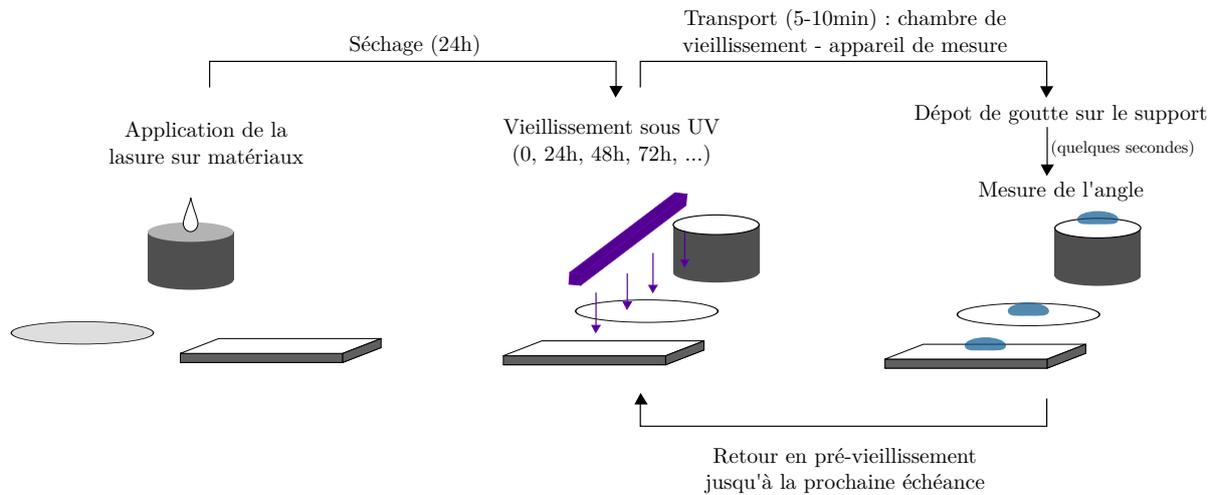 Séchage (24h)
Transport (5-10min) : chambre de
vieillissement - appareil de mesure
Application de la
lasure sur matériaux
Vieillissement sous UV
(0, 24h, 48h, 72h, ...)
Dépot de goutte sur le support
(quelques secondes)
Mesure de l'angle
Retour en pré-vieillissement
jusqu'à la prochaine échéance